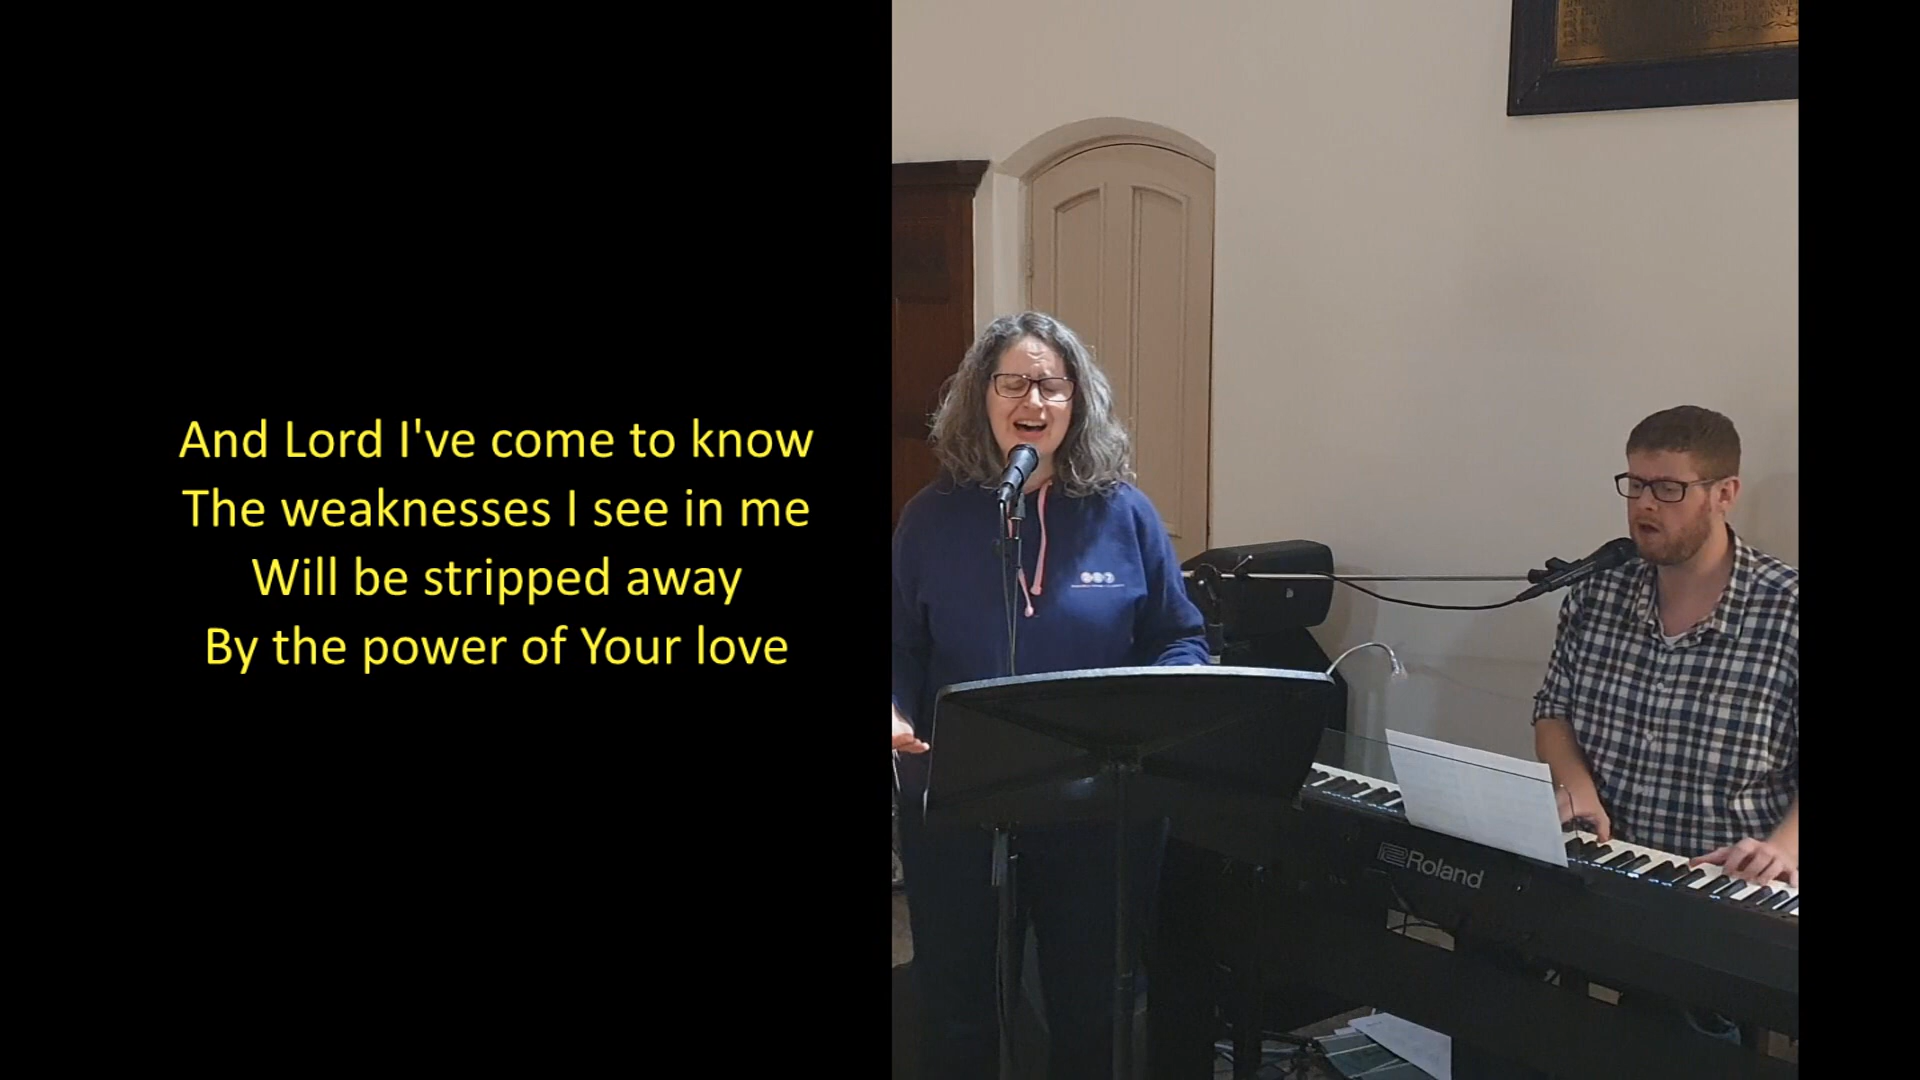 And Lord I've come to know
The weaknesses I see in me
Will be stripped away
By the power of Your love
Roland